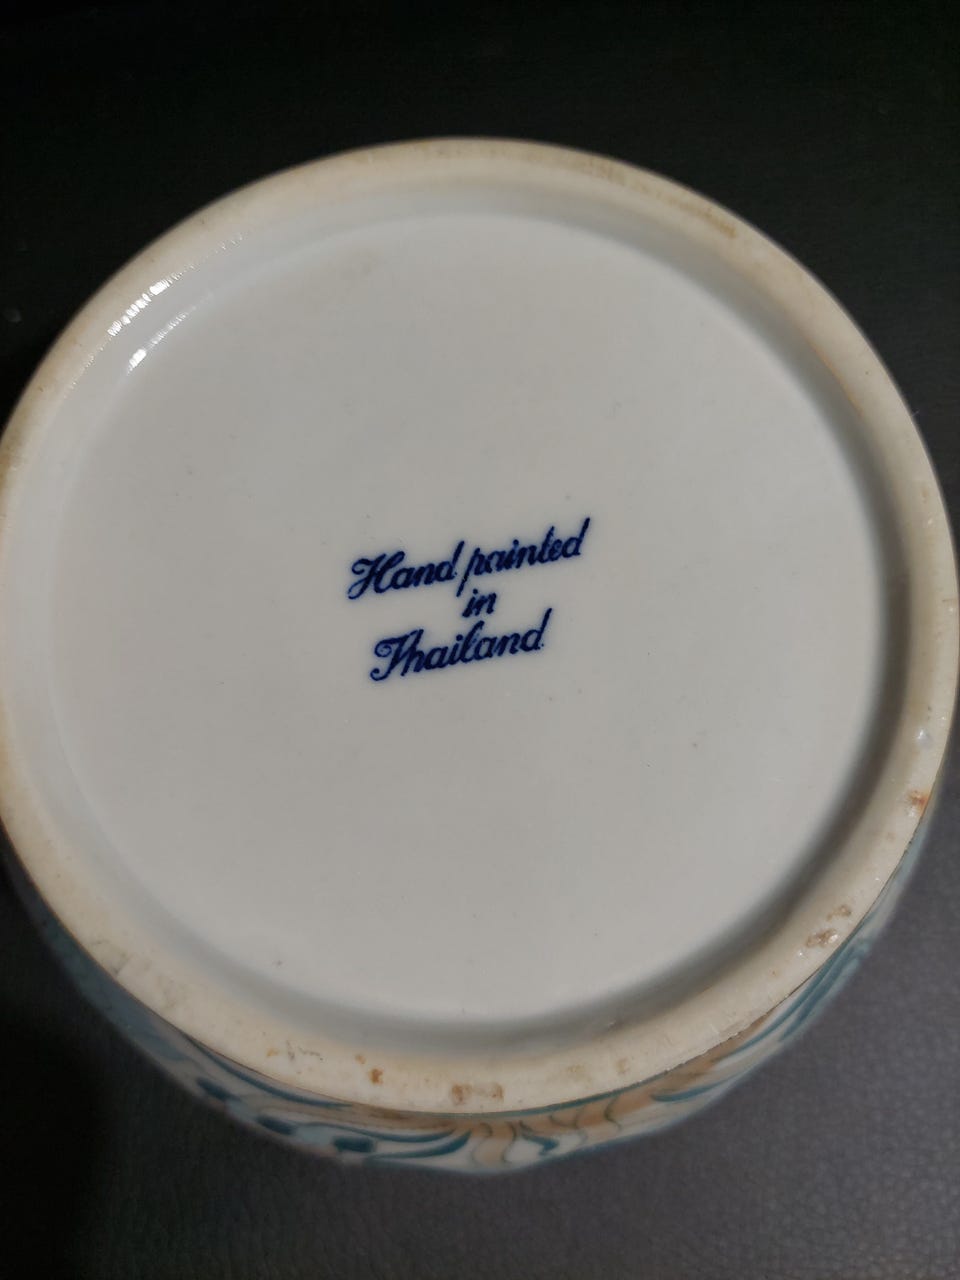 Hand painted
in
Thailand